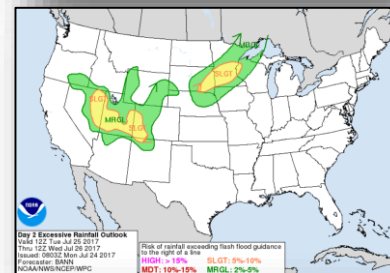 MRGL
SLGT
SLGT
MRGL
SLGT
NOAA
Day 2 Excessive Rainfall Outlook
Valid 12Z Tue Jul 25 2017
Thru 12Z Wed Jul 26 2017
Issued: 0803Z Mon Jul 24 2017
Forecaster: BANN
NOAA/NWS/NCEP/WPC
Risk of rainfall exceeding flash flood guidance
to the right of a line
HIGH: > 15% SLGT: 5%-10%
MDT: 10%-15% MRGL: 2%-5%